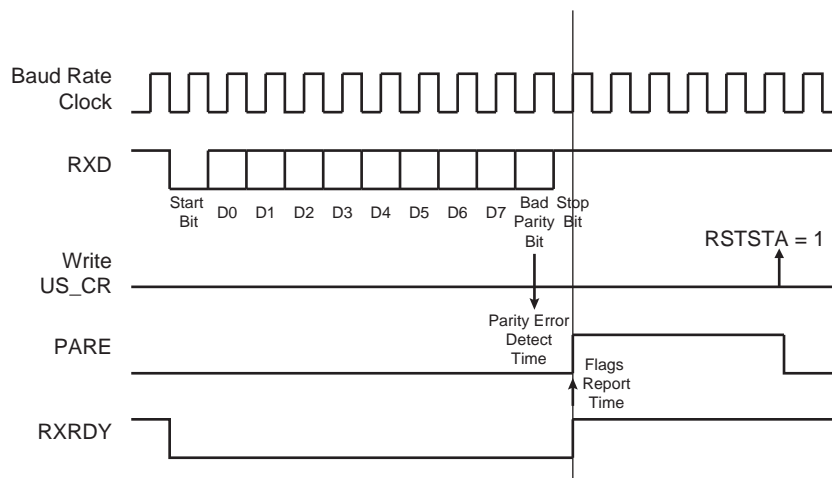 Baud Rate
Clock
RXD
Start
Bit
D0 D1 D2 D3 D4 D5 D6 D7
Bad
Parity
Bit
Stop
Bit
RSTSTA = 1
Write
US_CR
Parity Error
Detect
Time
PARE
Flags
Report
Time
RXRDY